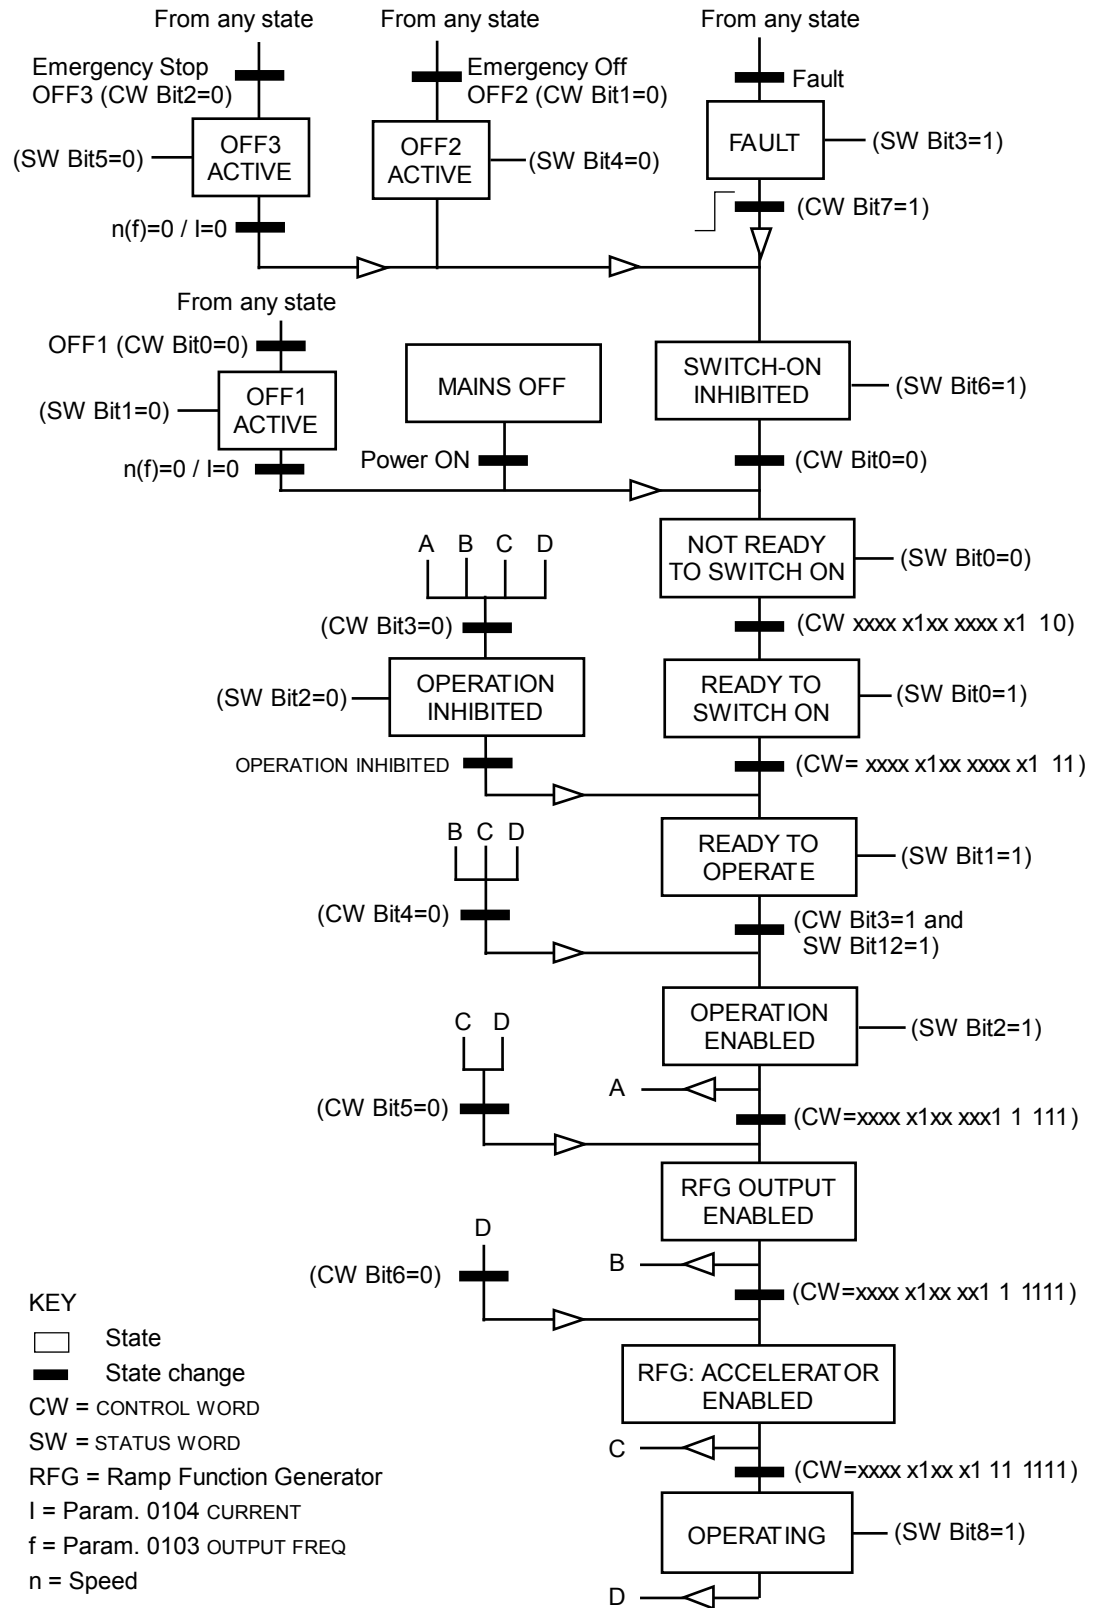 From any state
From any state
From any state
Emergency Stop
OFF3 (CW Bit2=0)
Emergency Off
OFF2 (CW Bit1=0)
Fault
(SW Bit5=0)
OFF3
ACTIVE
OFF2
ACTIVE
(SW Bit4=0)
FAULT
(SW Bit3=1)
n(f)=0 / I=0
(CW Bit7=1)
From any state
OFF1 (CW Bit0=0)
(SW Bit1=0)
OFF1
ACTIVE
MAINS OFF
SWITCH-ON
INHIBITED
(SW Bit6=1)
n(f)=0 / I=0
Power ON
(CW Bit0=0)
A B C D
NOT READY
TO SWITCH ON
(SW Bit0=0)
(CW Bit3=0)
(CW xxxx x1xx xxxx x1 10)
(SW Bit2=0)
OPERATION
INHIBITED
READY TO
SWITCH ON
(SW Bit0=1)
OPERATION INHIBITED
(CW= xxxx x1xx xxxx x1 11)
B C D
READY TO
OPERATE
(SW Bit1=1)
(CW Bit4=0)
(CW Bit3=1 and
SW Bit12=1)
C D
OPERATION
ENABLED
(SW Bit2=1)
A
(CW Bit5=0)
(CW=xxxx x1xx xxx1 1 111)
RFG OUTPUT
ENABLED
D
B
(CW Bit6=0)
(CW=xxxx x1xx xx1 1 1111)
RFG: ACCELERATOR
ENABLED
C
(CW=xxxx x1xx x1 11 1111)
OPERATING
(SW Bit8=1)
D
KEY
State
State change
CW = CONTROL WORD
SW = STATUS WORD
RFG = Ramp Function Generator
I = Param. 0104 CURRENT
f = Param. 0103 OUTPUT FREQ
n = Speed